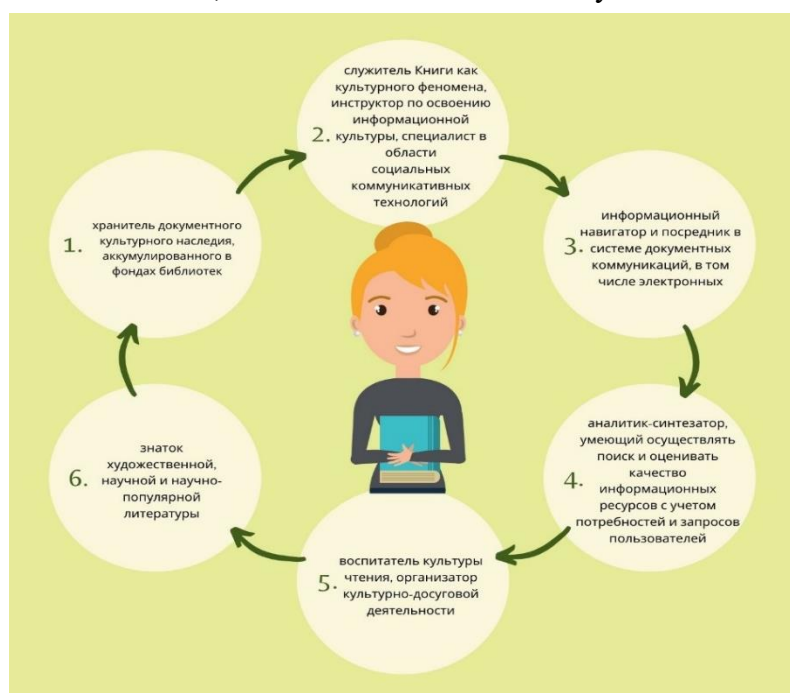 1. хранитель документного
культурного наследия,
аккумулированного в
фондах библиотек
2. служитель Книги как
культурного феномена,
инструктор по освоению
информационной
культуры, специалист в
области
социальных
коммуникативных
технологий
3. информационный
навигатор и посредник в
системе документных
коммуникаций, в том
числе электронных
4. аналитик-синтезатор,
умеющий осуществлять
поиск и оценивать
качество
информационных
ресурсов с учетом
потребностей и запросов
пользователей
5. воспитатель культуры
чтения, организатор
культурно-досуговой
деятельности
6. знаток
художественной,
научной и научно-
популярной
литературы